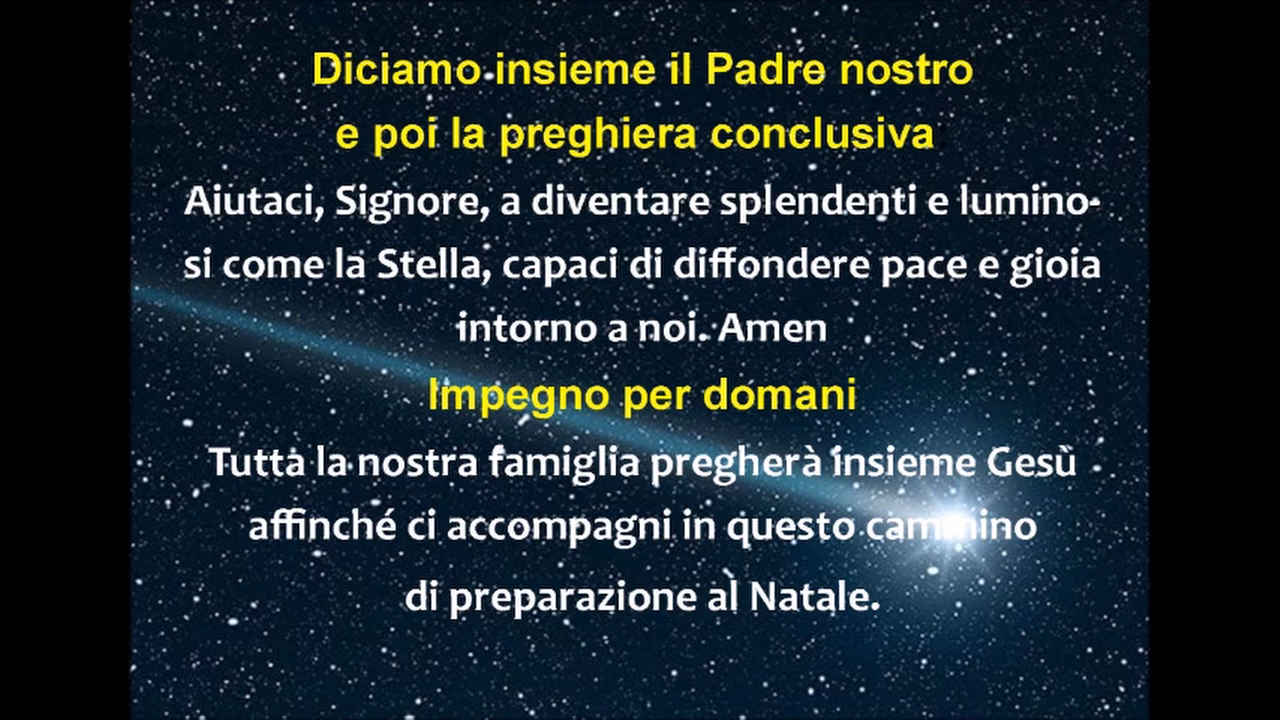 Diciamo insieme il Padre nostro
e poi la preghiera conclusiva:
Aiutaci, Signore, a diventare splendenti e lumino-
si come la Stella, capaci di diffondere pace e gioia
intorno a noi. Amen
Impegno per domani
Tutta la nostra famiglia pregherà insieme Gesù
affinché ci accompagni in questo cammino
di preparazione al Natale.